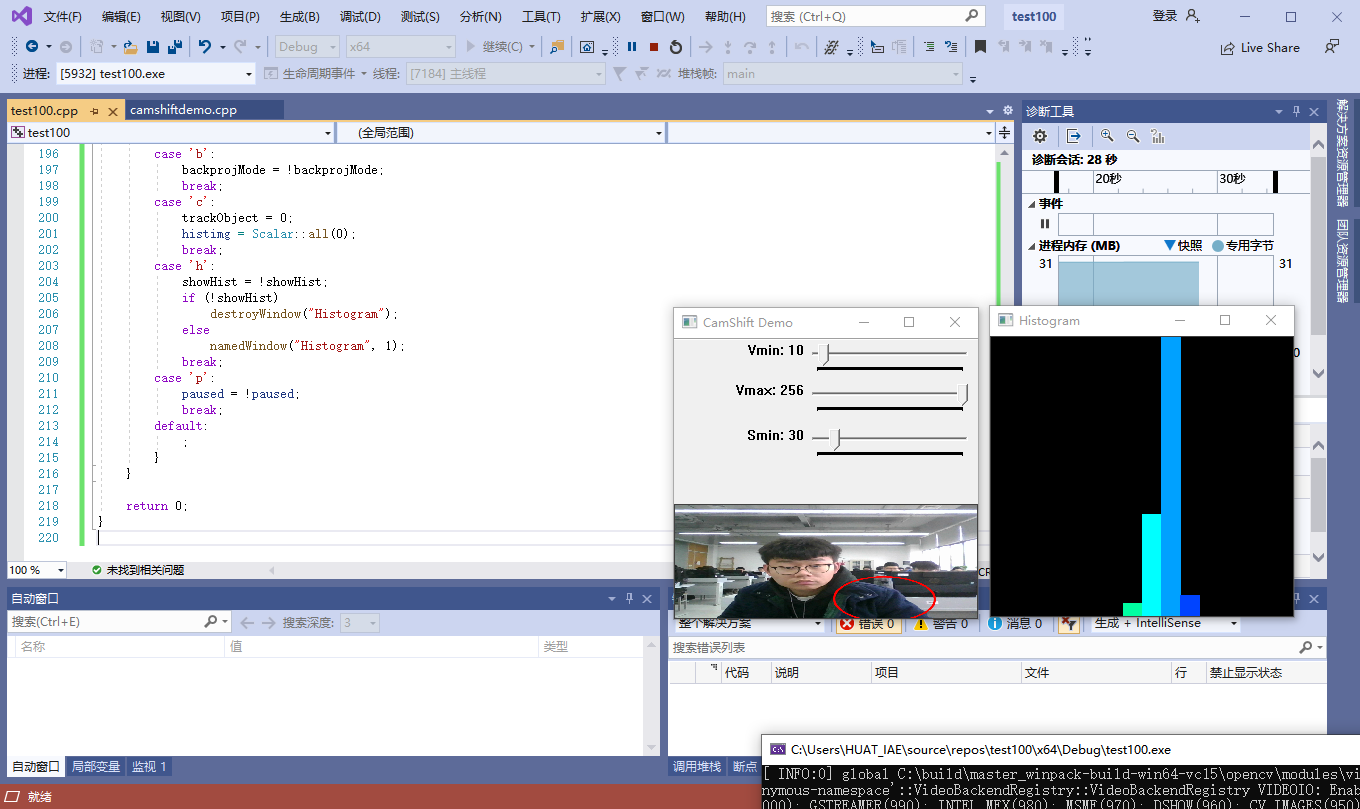 文件(F) 编辑(E) 视图(V) 项目(P) 生成(B) 调试(D) 测试(S) 分析(N) 工具(T) 扩展(X) 窗口(W) 帮助(H) 搜索 (Ctrl+Q) test100 登录
Debug x64 继续(C) Live Share
进程: [5932] test100.exe 生命周期事件 线程: [7184] 主线程 堆栈帧: main
test100.cpp camshiftdemo.cpp
test100 (全局范围)
196 case 'b':
197 backprojMode = !backprojMode;
198 break;
199 case 'c':
200 trackObject = 0;
201 histimg = Scalar::all(0);
202 break;
203 case 'h':
204 showHist = !showHist;
205 if (!showHist)
206 destroyWindow("Histogram");
207 else
208 namedWindow("Histogram", 1);
209 break;
210 case 'p':
211 paused = !paused;
212 break;
213 default:
214 ;
215 }
216 }
217
218 return 0;
219 }
220
100 % 未找到相关问题
诊断工具
诊断会话: 28 秒
20秒 30秒
事件
进程内存 (MB) 快照 专用字节
31 31
0
解决方案资源管理器
团队资源管理器
CamShift Demo
Vmin: 10
Vmax: 256
Smin: 30
Histogram
自动窗口
搜索(Ctrl+E) 搜索深度: 3
名称 值 类型
自动窗口 局部变量 监视 1
整个解决方案 错误 0 警告 0 消息 0 生成 + IntelliSense
搜索错误列表
代码 说明 项目 文件 行 禁止显示状态
调用堆栈 断点
C:\Users\HUAT_IAE\source\repos\test100\x64\Debug\test100.exe
[ INFO:0] global C:\build\master_winpack-build-win64-vc15\opencv\modules\vi
nymous-namespace'::VideoBackendRegistry::VideoBackendRegistry VIDEOIO: Enab
000); GSTREAMER(990); INTEL_MFX(980); MSMF(970); DSHOW(960); CV_IMAGES(950)
就绪